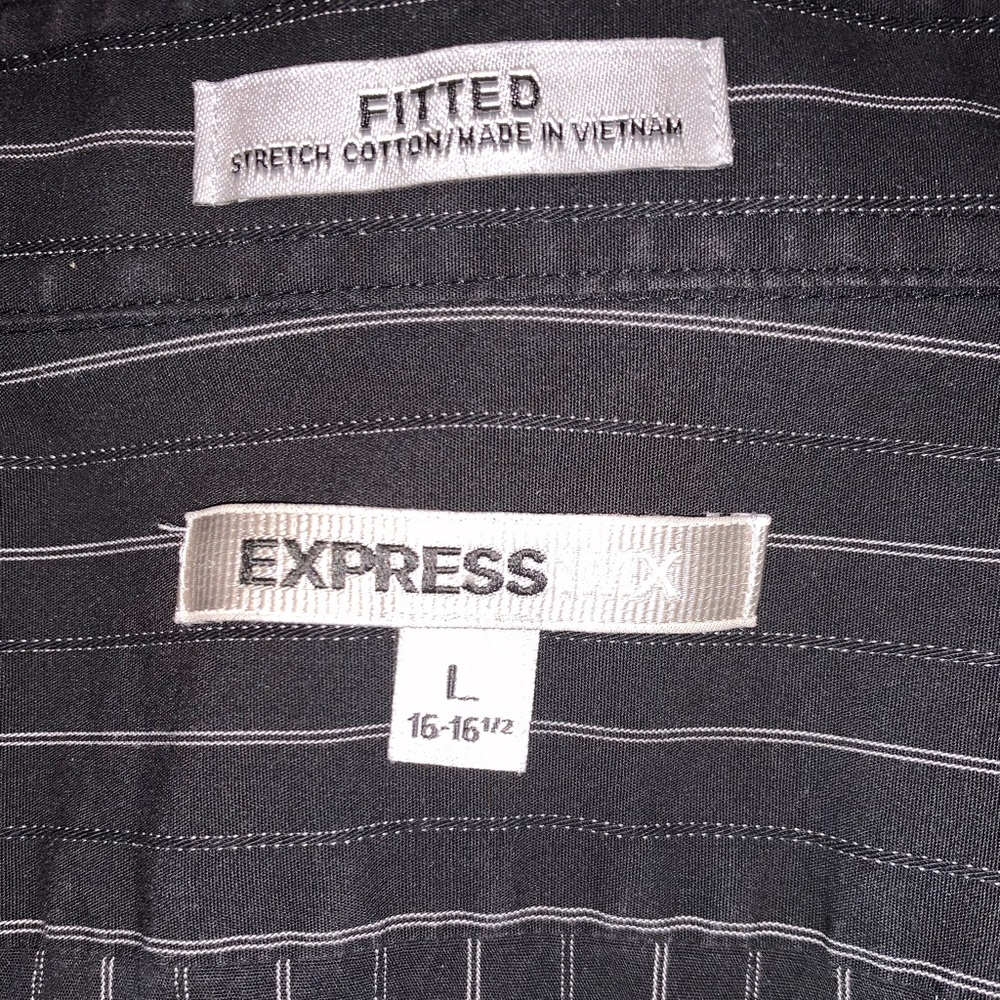 FITTED
STRETCH COTTON/MADE IN VIETNAM
EXPRESS
L
16-16 1/2